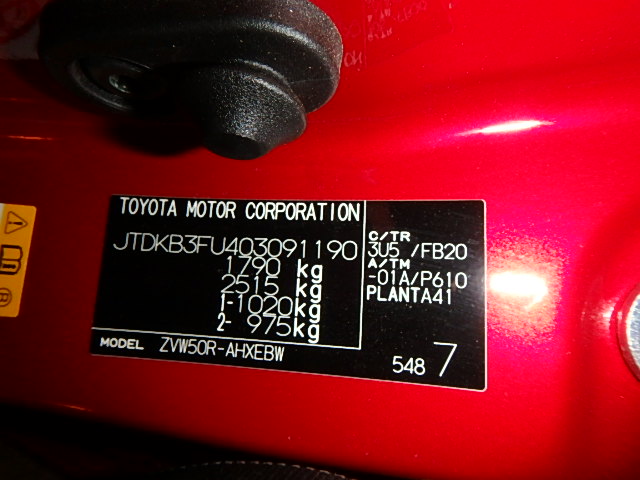 TOYOTA MOTOR CORPORATION
JTDKB3FU403091190
1790 kg
2515 kg
1-1020kg
2- 975kg
MODEL ZVW50R-AHXEBW
C/TR
3U5 /FB20
A/TM
-01A/P610
PLANTA41
548 7